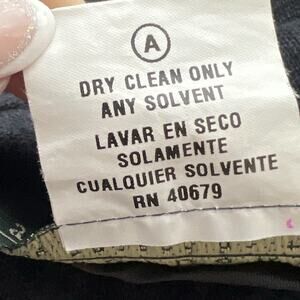 A
DRY CLEAN ONLY
ANY SOLVENT
LAVAR EN SECO
SOLAMENTE
CUALQUIER SOLVENTE
RN 40679